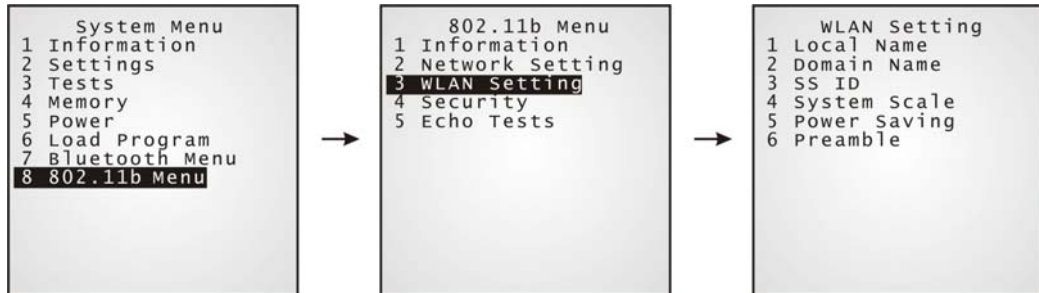 System Menu
1 Information
2 Settings
3 Tests
4 Memory
5 Power
6 Load Program
7 Bluetooth Menu
8 802.11b Menu
802.11b Menu
1 Information
2 Network Setting
3 WLAN Setting
4 Security
5 Echo Tests
WLAN Setting
1 Local Name
2 Domain Name
3 SS ID
4 System Scale
5 Power Saving
6 Preamble